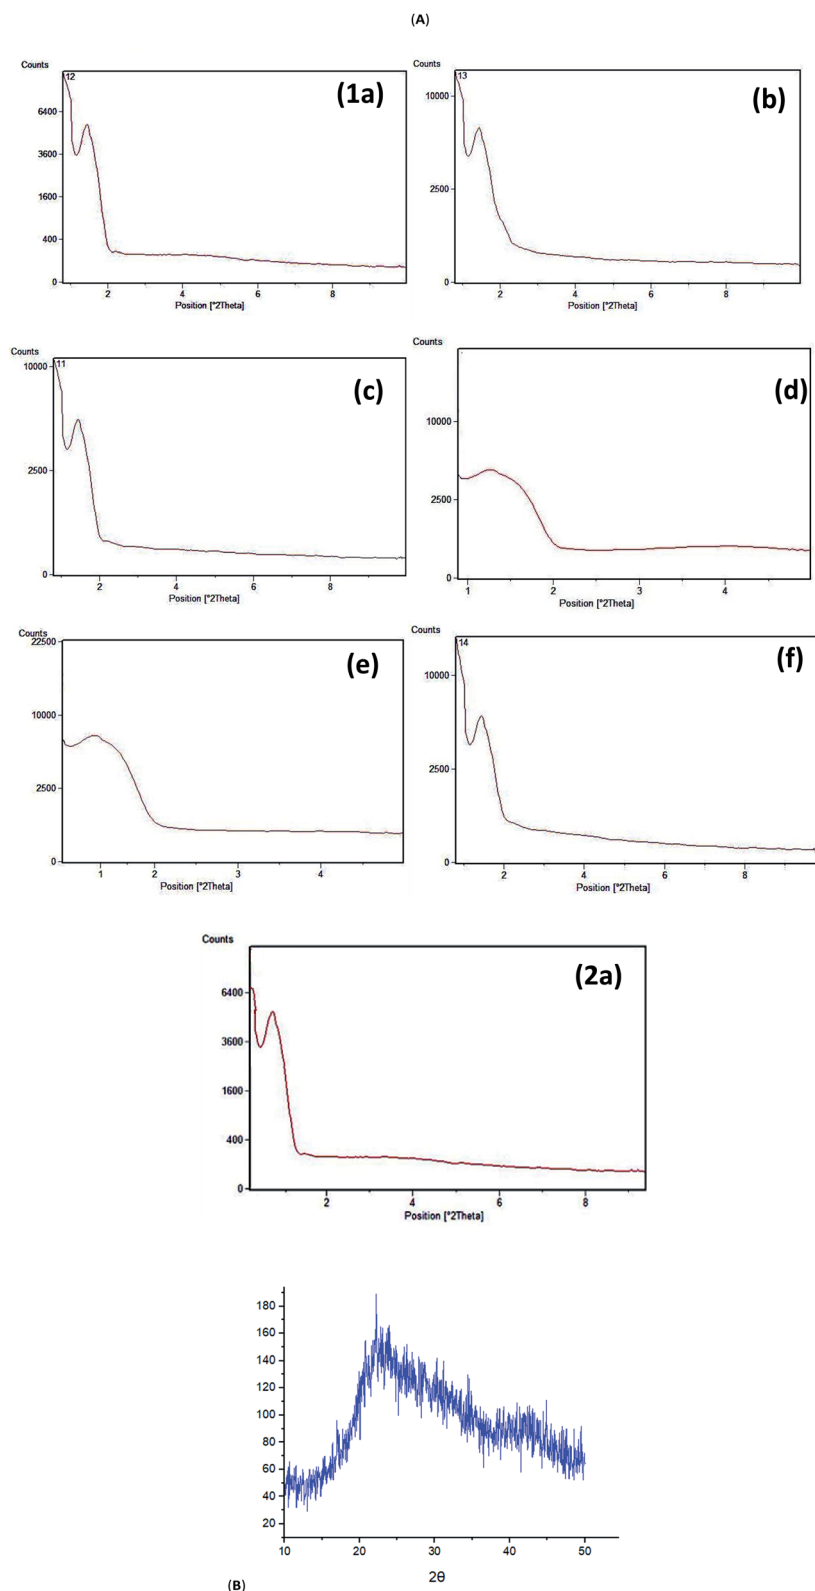 (A)
Counts
12
(1a)
6400
3600
1600
400
0
2 4 6 8
Position [°2Theta]
Counts
13
(b)
10000
2500
0
2 4 6 8
Position [°2Theta]
Counts
11
(c)
10000
2500
0
2 4 6 8
Position [°2Theta]
Counts
(d)
10000
2500
0
1 2 3 4
Position [°2Theta]
Counts
(e)
22500
10000
2500
0
1 2 3 4
Position [°2Theta]
Counts
14
(f)
10000
2500
0
2 4 6 8
Position [°2Theta]
Counts
(2a)
6400
3600
1600
400
0
2 4 6 8
Position [°2Theta]
180
160
140
120
100
80
60
40
20
10 20 30 40 50
2θ
(B)